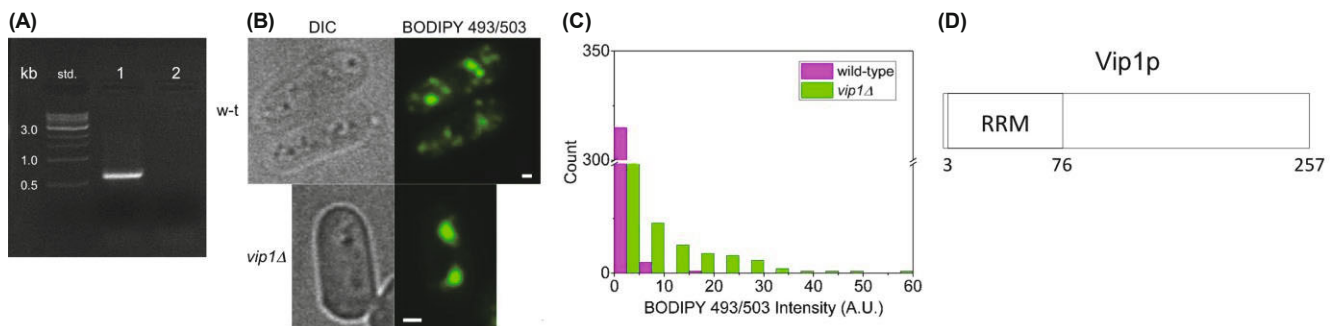 (A)
kb std. 1 2
3.0
1.0
0.5
(B)
DIC BODIPY 493/503
w-t
vip1Δ
(C)
350
300
0
Count
wild-type
vip1Δ
0 10 20 30 40 50 60
BODIPY 493/503 Intensity (A.U.)
(D)
Vip1p
RRM
3 76 257